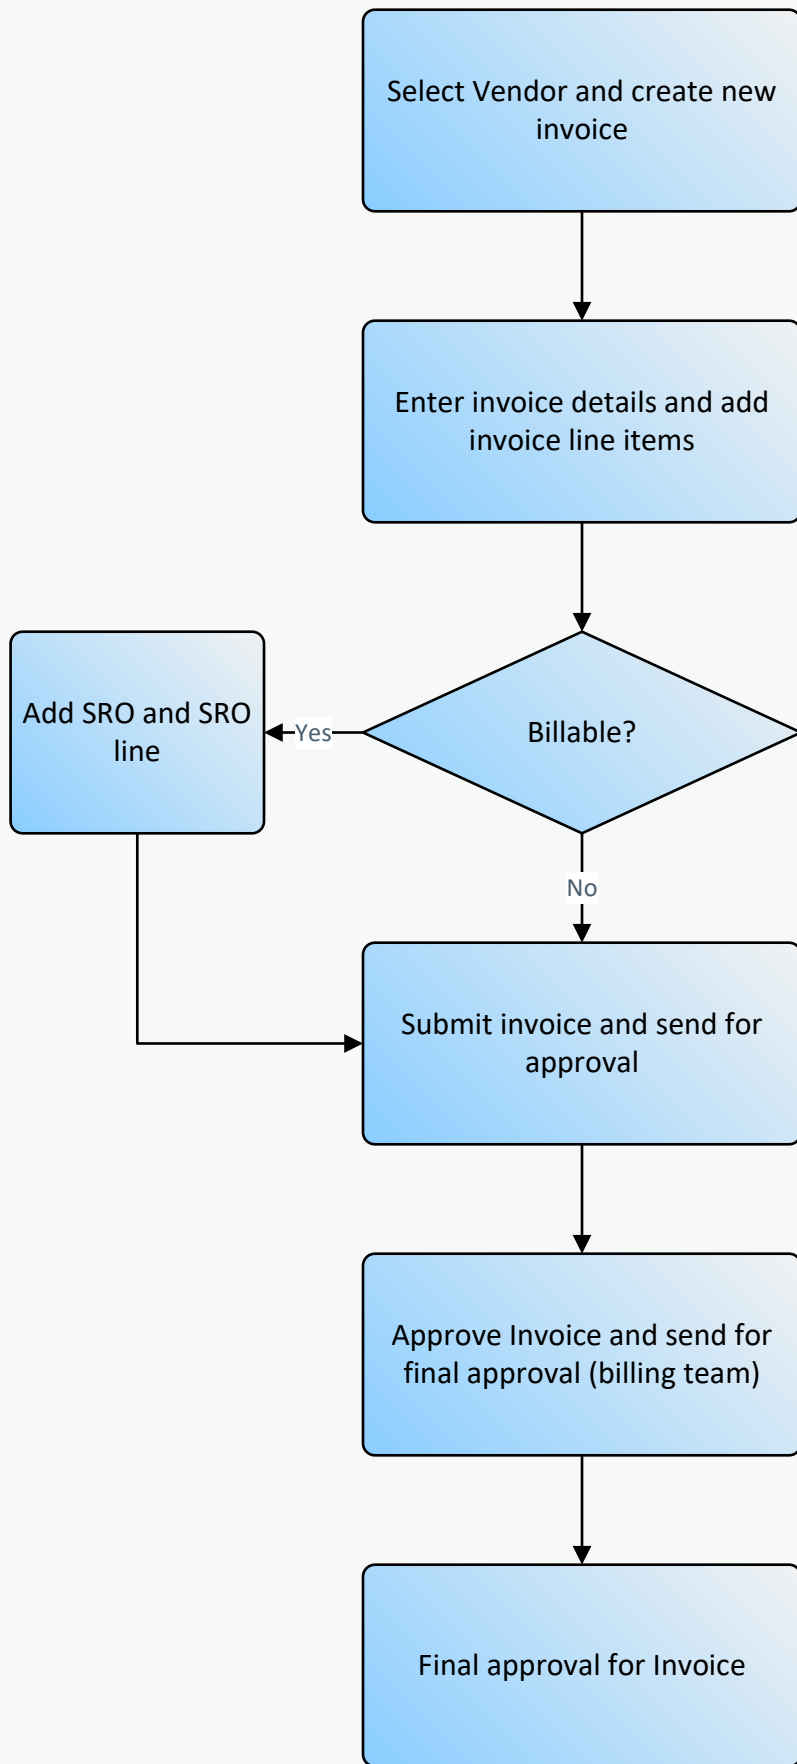 Select Vendor and create new
invoice
Enter invoice details and add
invoice line items
Add SRO and SRO
line
Yes
Billable?
No
Submit invoice and send for
approval
Approve Invoice and send for
final approval (billing team)
Final approval for Invoice